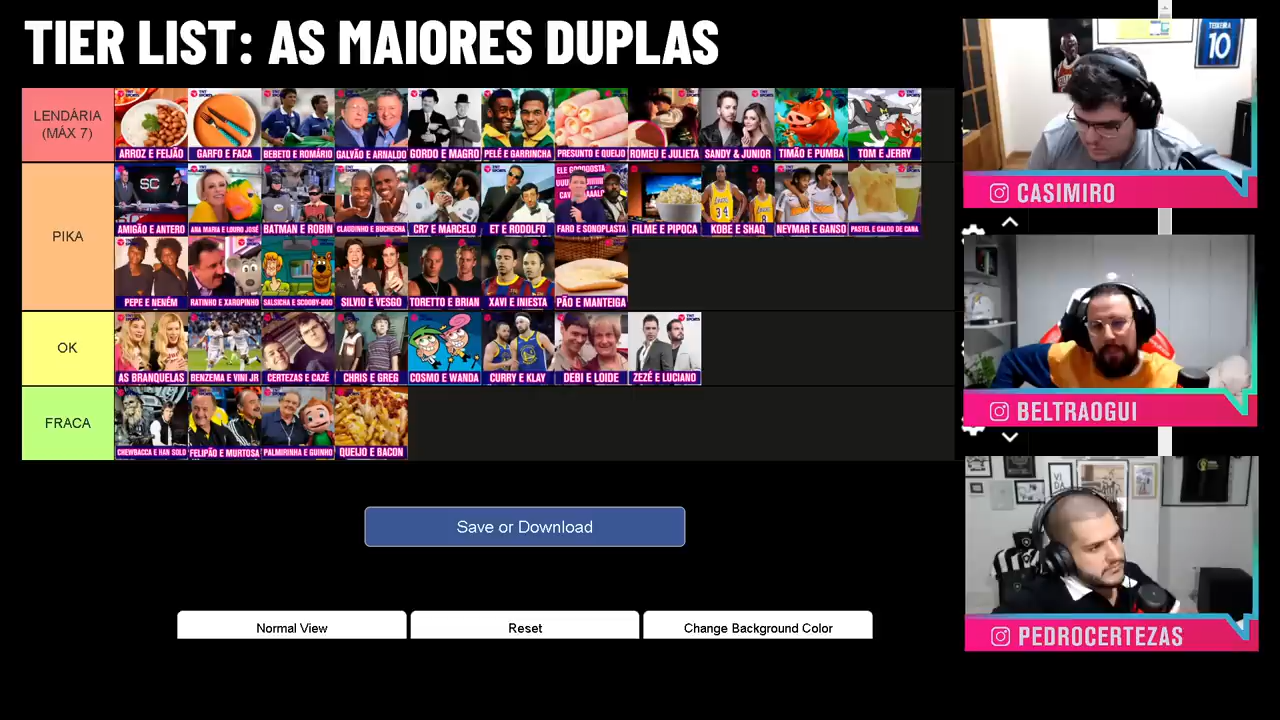 TIER LIST: AS MAIORES DUPLAS
LENDÁRIA
(MÁX 7)
ARROZ E FEIJÃO
GARFO E FACA
BEBETO E ROMÁRIO
GALVÃO E ARNALDO
GORDO E MAGRO
PELÉ E GARRINCHA
PRESUNTO E QUEIJO
ROMEU E JULIETA
SANDY & JUNIOR
TIMÃO E PUMBA
TOM E JERRY
PIKA
AMIGÃO E ANTERO
ANA MARIA E LOURO JOSÉ
BATMAN E ROBIN
CLAUDINHO E BUCHECHA
CR7 E MARCELO
ET E RODOLFO
FARO E SONOPLASTA
FILME E PIPOCA
KOBE E SHAQ
NEYMAR E GANSO
PASTEL E CALDO DE CANA
PEPE E NENÉM
RATINHO E XAROPINHO
SALSICHA E SCOOBY-DOO
SILVIO E VESGO
TORETTO E BRIAN
XAVI E INIESTA
PÃO E MANTEIGA
OK
AS BRANQUELAS
BENZEMA E VINI JR
CERTEZAS E CAZÉ
CHRIS E GREG
COSMO E WANDA
CURRY E KLAY
DEBI E LOIDE
ZEZÉ E LUCIANO
FRACA
CHEWBACCA E HAN SOLO
FELIPÃO E MURTOSA
PALMIRINHA E GUINHO
QUEIJO E BACON
Save or Download
Normal View
Reset
Change Background Color
TEIXEIRA
10
CASIMIRO
BELTRAOGUI
PEDROCERTEZAS